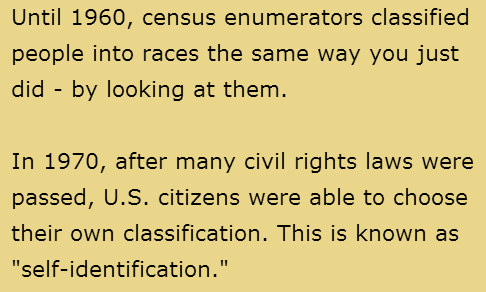 Until 1960, census enumerators classified
people into races the same way you just
did - by looking at them.
In 1970, after many civil rights laws were
passed, U.S. citizens were able to choose
their own classification. This is known as
"self-identification."